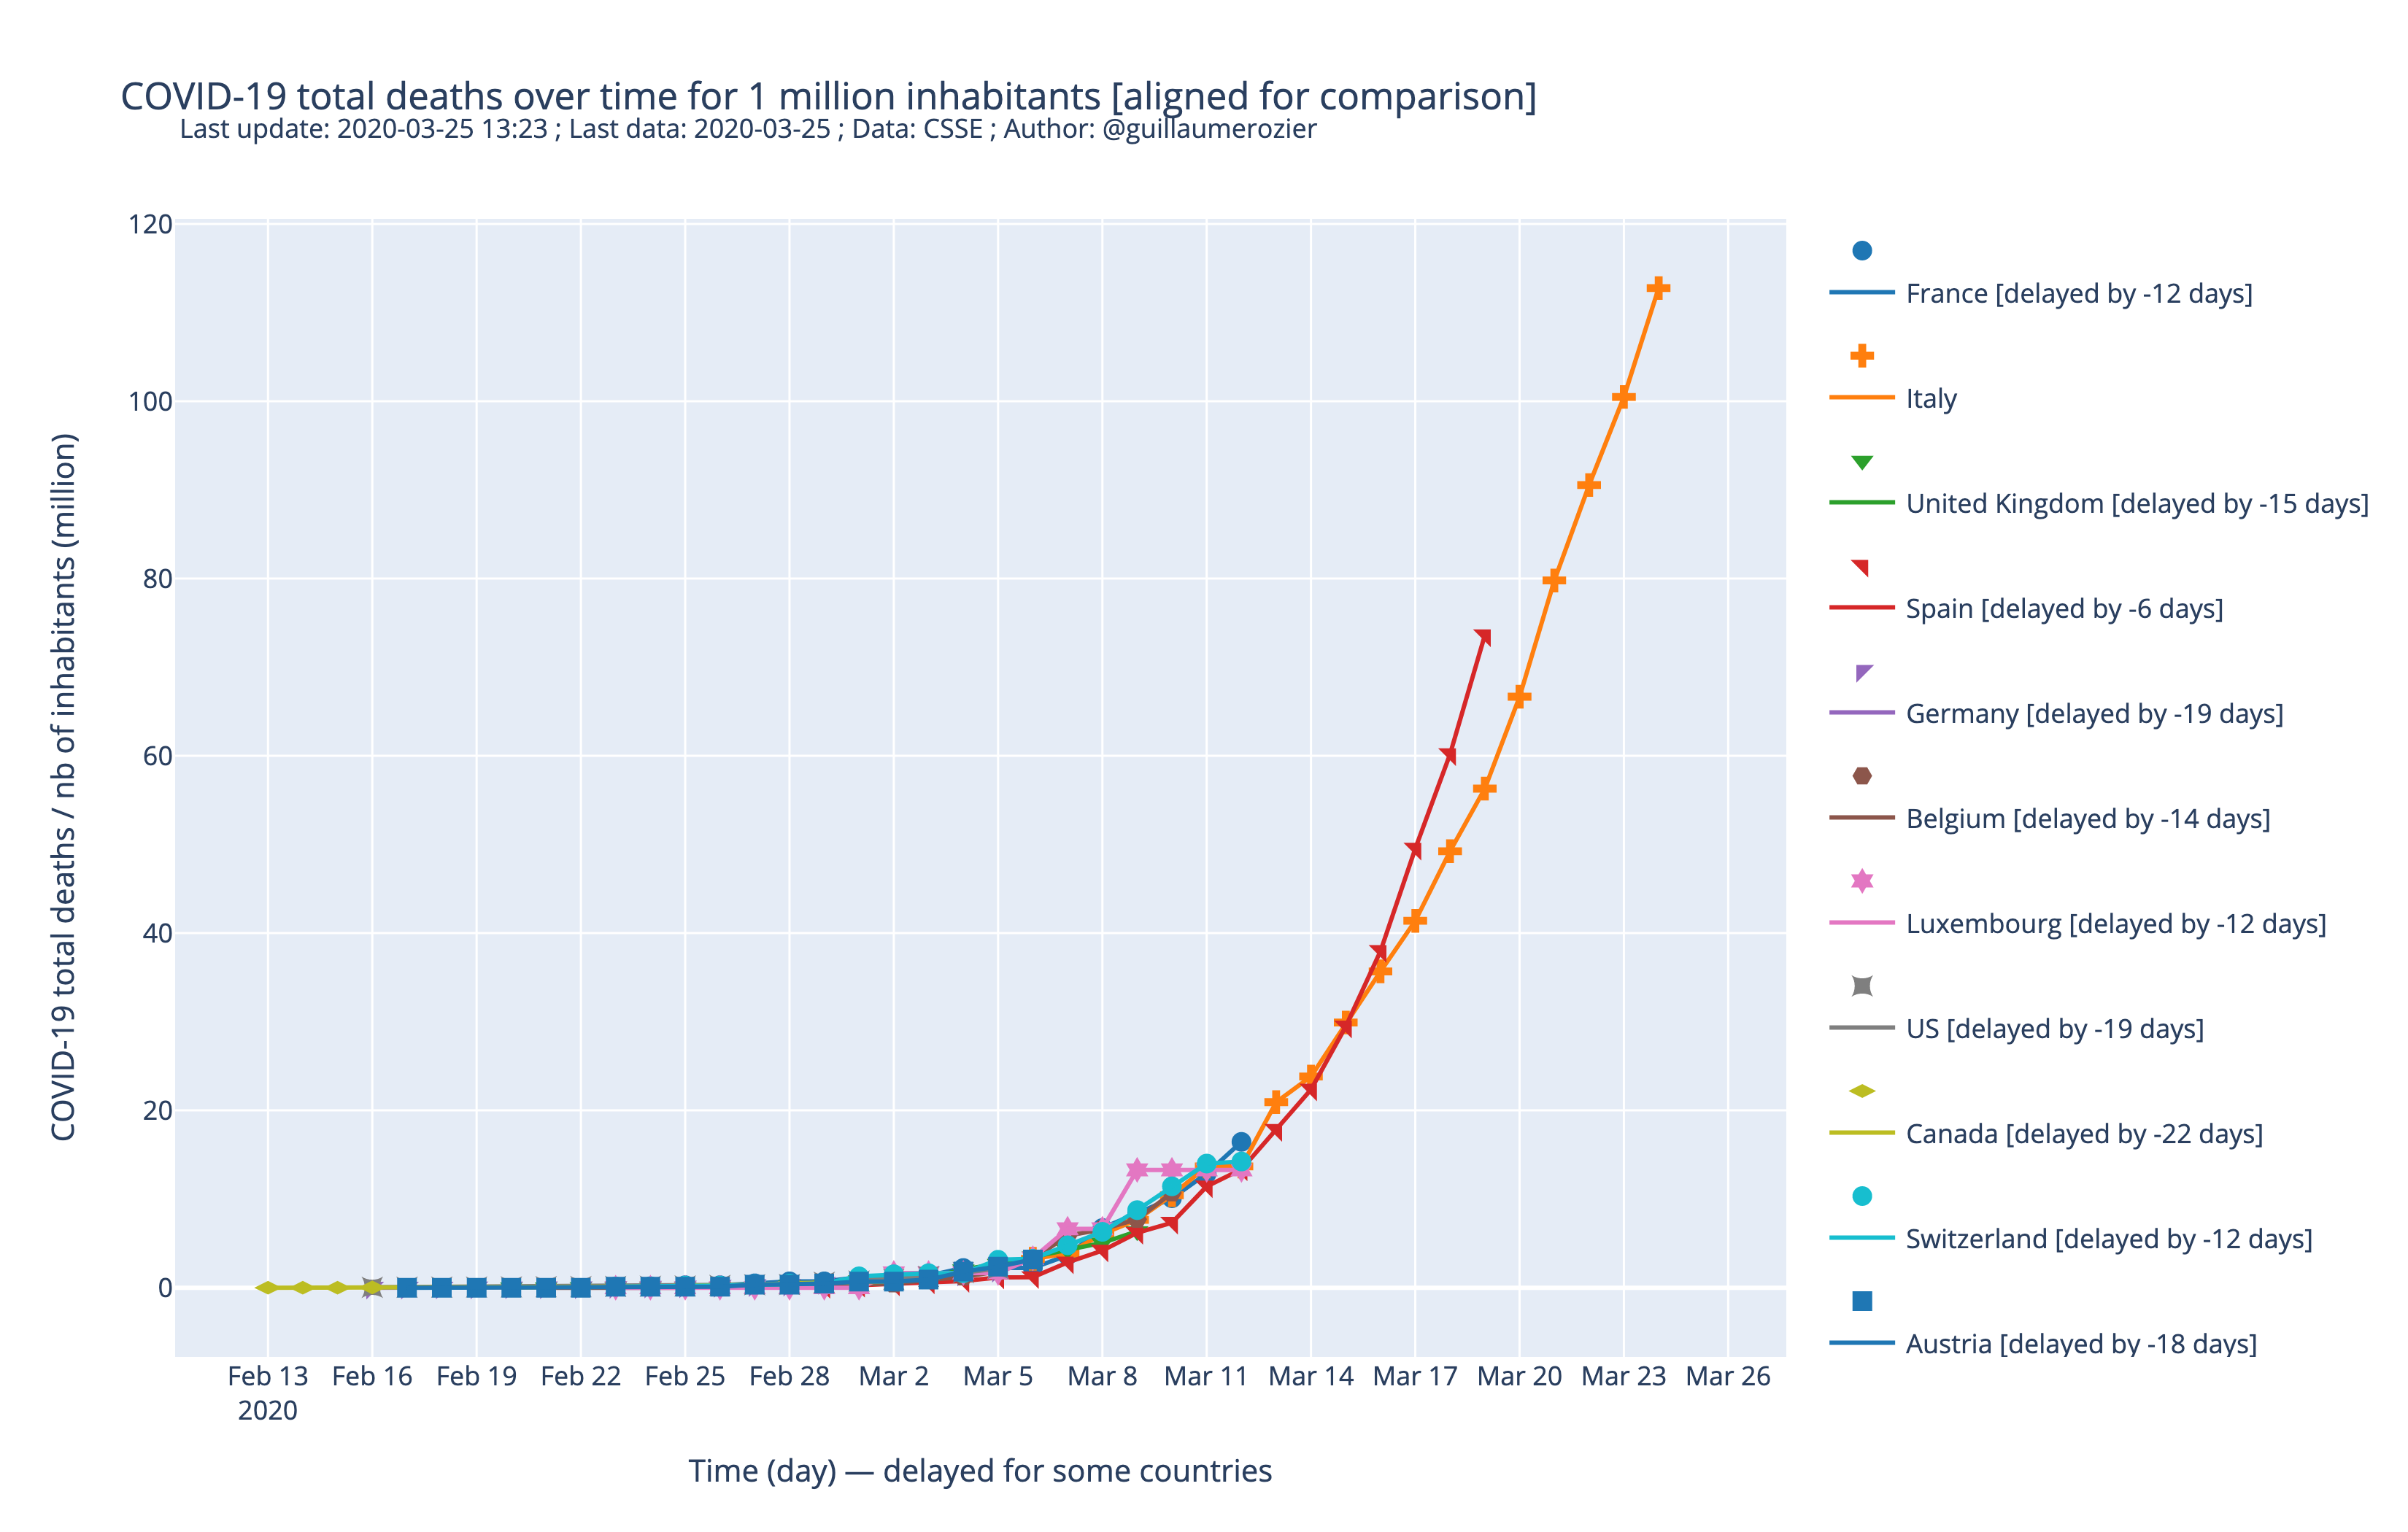 COVID-19 total deaths over time for 1 million inhabitants [aligned for comparison]
Last update: 2020-03-25 13:23 ; Last data: 2020-03-25 ; Data: CSSE ; Author: @guillaumerozier
COVID-19 total deaths / nb of inhabitants (million)
120
100
80
60
40
20
0
Feb 13
2020
Feb 16
Feb 19
Feb 22
Feb 25
Feb 28
Mar 2
Mar 5
Mar 8
Mar 11
Mar 14
Mar 17
Mar 20
Mar 23
Mar 26
Time (day) — delayed for some countries
France [delayed by -12 days]
Italy
United Kingdom [delayed by -15 days]
Spain [delayed by -6 days]
Germany [delayed by -19 days]
Belgium [delayed by -14 days]
Luxembourg [delayed by -12 days]
US [delayed by -19 days]
Canada [delayed by -22 days]
Switzerland [delayed by -12 days]
Austria [delayed by -18 days]